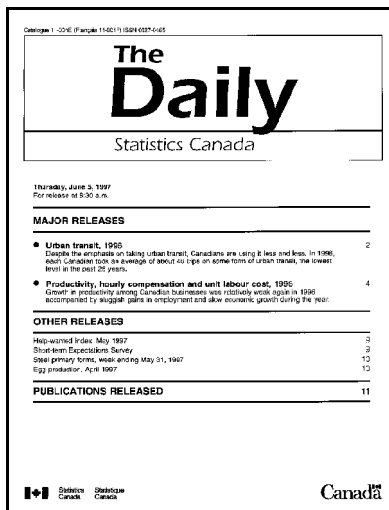 Catalogue 11-001E (Français 11-001F) ISSN 0827-0465
The
Daily
Statistics Canada
Thursday, June 5, 1997
For release at 8:30 a.m.
MAJOR RELEASES
● Urban transit, 1996 2
Despite the emphasis on taking urban transit, Canadians are using it less and less. In 1996,
each Canadian took an average of about 48 trips on some form of urban transit, the lowest
level in the past 25 years.
● Productivity, hourly compensation and unit labour cost, 1996 4
Growth in productivity among Canadian businesses was relatively weak again in 1996
accompanied by sluggish gains in employment and slow economic growth during the year.
OTHER RELEASES
Help-wanted Index, May 1997 9
Short-term Expectations Survey 9
Steel primary forms, week ending May 31, 1997 10
Egg production, April 1997 10
PUBLICATIONS RELEASED 11
Statistics Statistique
Canada Canada
Canada